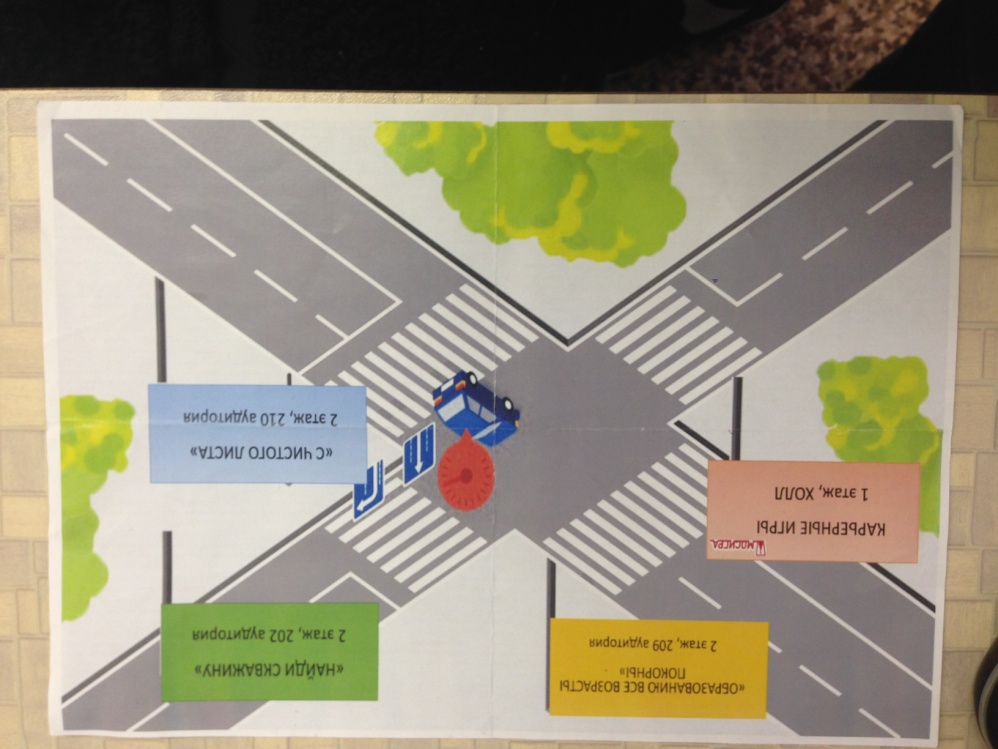 «ОБРАЗОВАНИЮ ВСЕ ВОЗРАСТЫ
ПОКОРНЫ»
2 этаж, 209 аудитория
«НАЙДИ СКВАЖИНУ»
2 этаж, 202 аудитория
МОСИГРА
КАРЬЕРНЫЕ ИГРЫ
1 этаж, ХОЛЛ
«С ЧИСТОГО ЛИСТА»
2 этаж, 210 аудитория